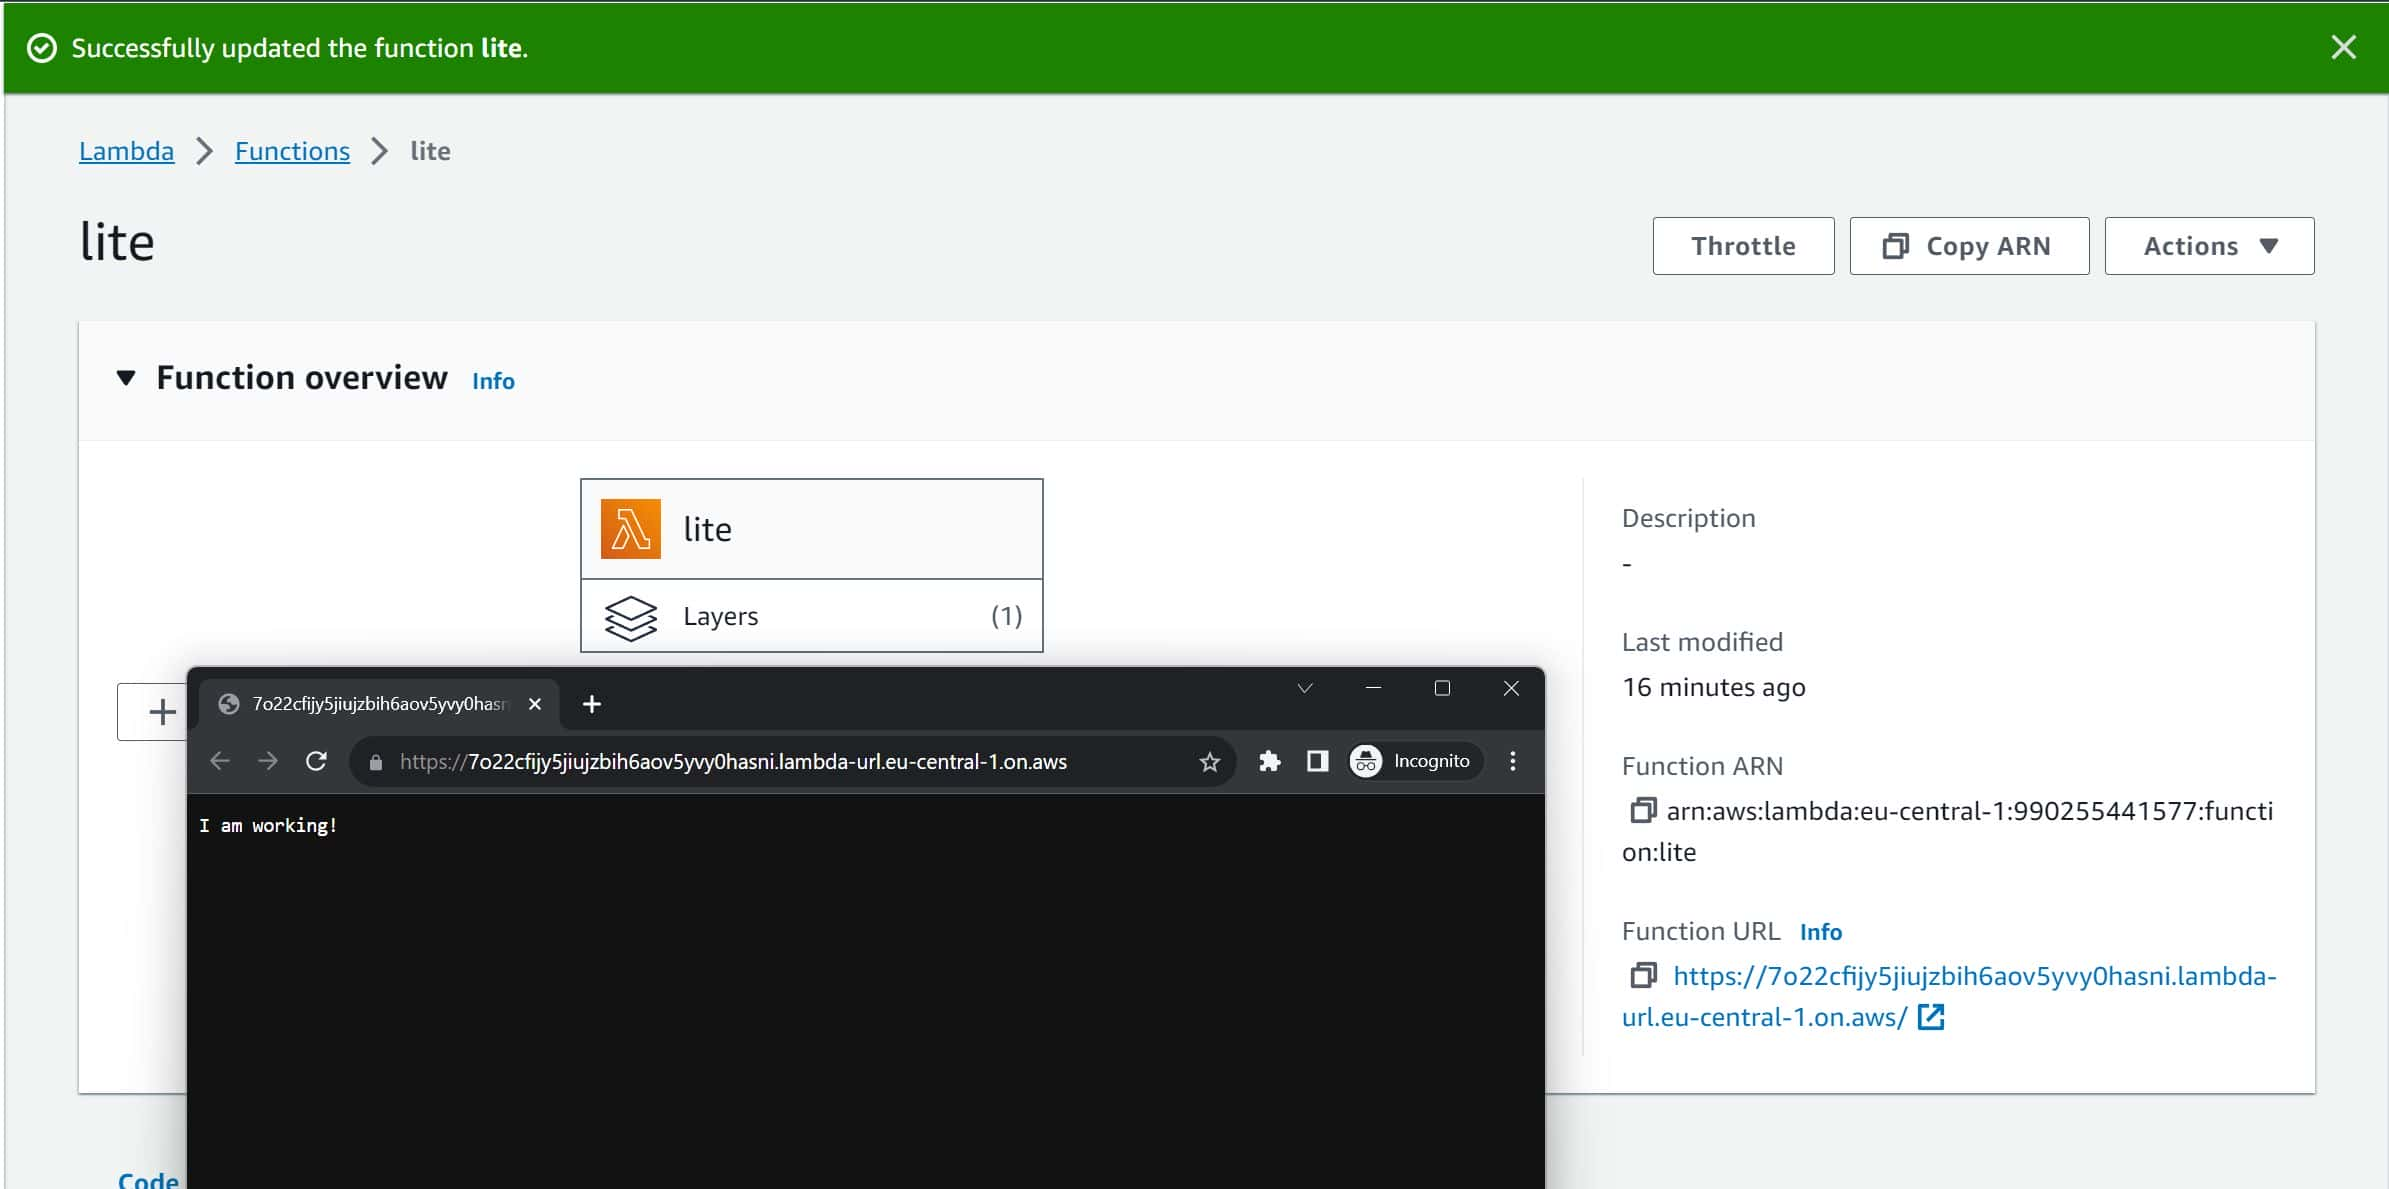 Successfully updated the function lite.
Lambda Functions lite
lite
Throttle Copy ARN Actions
Function overview Info
lite
Layers (1)
Description
-
Last modified
16 minutes ago
Function ARN
arn:aws:lambda:eu-central-1:990255441577:functi
on:lite
Function URL Info
https://7o22cfijy5jiujzbih6aov5yvy0hasni.lambda-
url.eu-central-1.on.aws/
7o22cfijy5jiujzbih6aov5yvy0hasn
https://7o22cfijy5jiujzbih6aov5yvy0hasni.lambda-url.eu-central-1.on.aws
Incognito
I am working!
Code